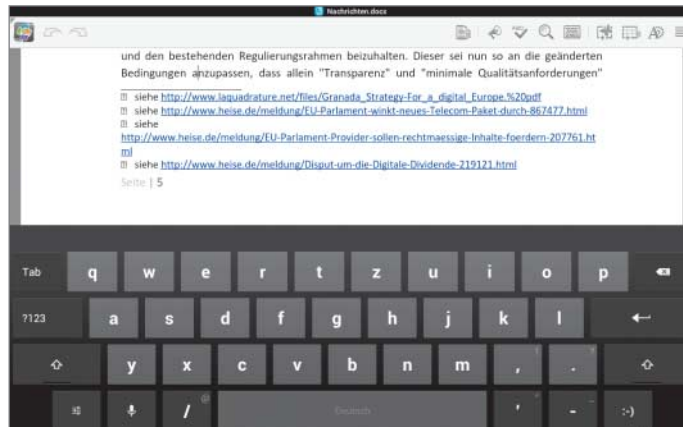 Nachrichten.docx
und den bestehenden Regulierungsrahmen beizuhalten. Dieser sei nun so an die geänderten
Bedingungen anzupassen, dass allein "Transparenz" und "minimale Qualitätsanforderungen"
siehe http://www.laquadrature.net/files/Granada_Strategy-For_a_digital_Europe.%20pdf
siehe http://www.heise.de/meldung/EU-Parlament-winkt-neues-Telecom-Paket-durch-867477.html
siehe
http://www.heise.de/meldung/EU-Parlament-Provider-sollen-rechtmaessige-Inhalte-foerdern-207761.ht
ml
siehe http://www.heise.de/meldung/Disput-um-die-Digitale-Dividende-219121.html
Seite | 5
Tab q w e r t z u i o p
?123 a s d f g h j k l
y x c v b n m , ! . ?
/ @ Deutsch ' " - _ :-)